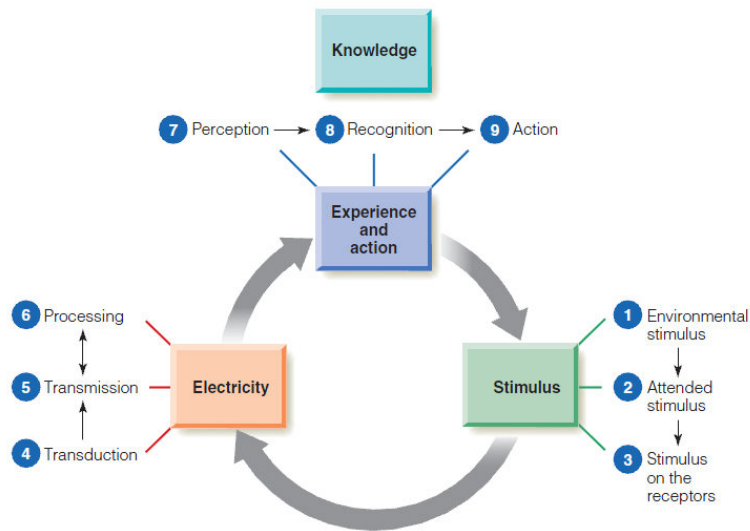 Knowledge
7 Perception 8 Recognition 9 Action
Experience
and
action
6 Processing
5 Transmission
4 Transduction
Electricity
Stimulus
1 Environmental
stimulus
2 Attended
stimulus
3 Stimulus
on the
receptors